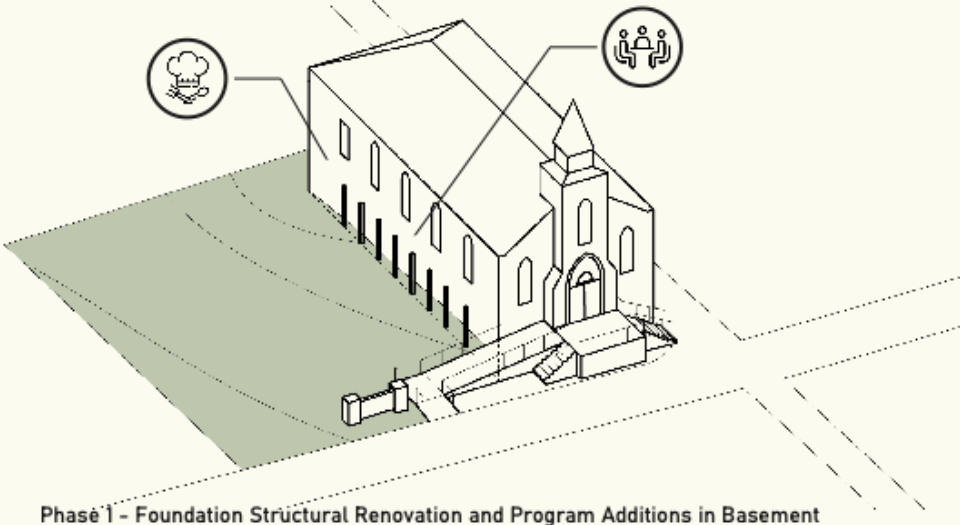 Phase 1 - Foundation Structural Renovation and Program Additions in Basement